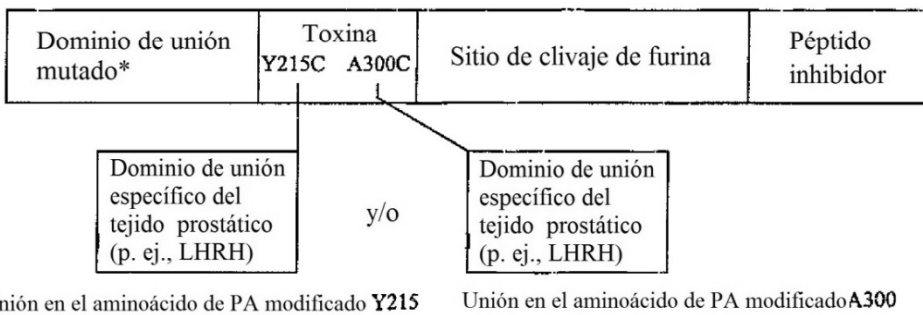 Dominio de unión
mutado*
Toxina
Y215C A300C
Sitio de clivaje de furina
Péptido
inhibidor
Dominio de unión
específico del
tejido prostático
(p. ej., LHRH)
y/o
Dominio de unión
específico del
tejido prostático
(p. ej., LHRH)
nión en el aminoácido de PA modificado Y215
Unión en el aminoácido de PA modificado A300